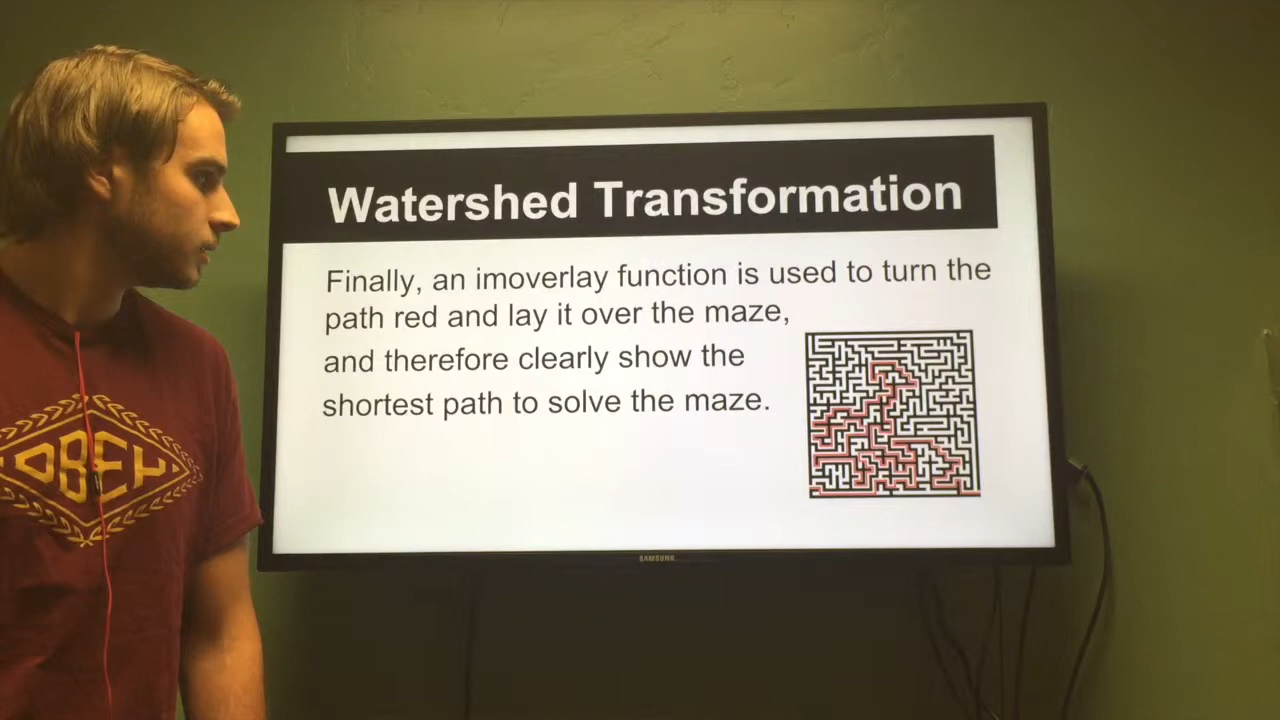 Watershed Transformation
Finally, an imoverlay function is used to turn the
path red and lay it over the maze,
and therefore clearly show the
shortest path to solve the maze.
OBEY
SAMSUNG